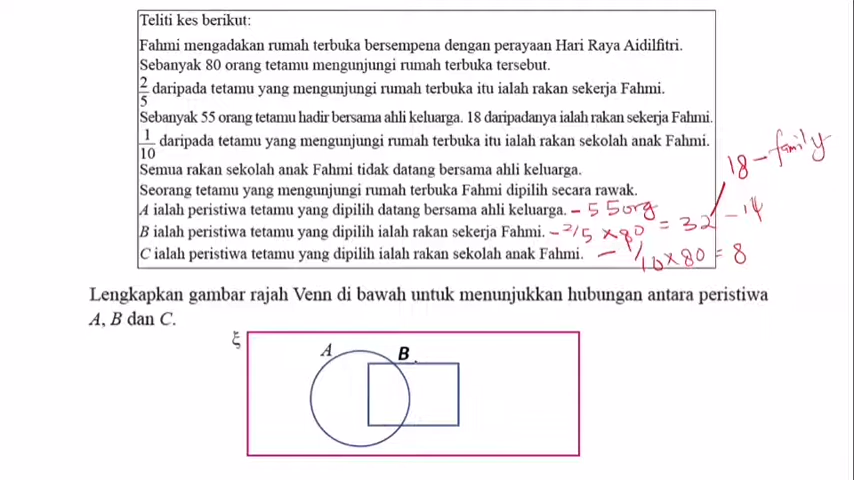 Teliti kes berikut:
Fahmi mengadakan rumah terbuka bersempena dengan perayaan Hari Raya Aidilfitri.
Sebanyak 80 orang tetamu mengunjungi rumah terbuka tersebut.
2/5 daripada tetamu yang mengunjungi rumah terbuka itu ialah rakan sekerja Fahmi.
Sebanyak 55 orang tetamu hadir bersama ahli keluarga. 18 daripadanya ialah rakan sekerja Fahmi.
1/10 daripada tetamu yang mengunjungi rumah terbuka itu ialah rakan sekolah anak Fahmi.
18 - family
Semua rakan sekolah anak Fahmi tidak datang bersama ahli keluarga.
Seorang tetamu yang mengunjungi rumah terbuka Fahmi dipilih secara rawak.
A ialah peristiwa tetamu yang dipilih datang bersama ahli keluarga. - 55 org
B ialah peristiwa tetamu yang dipilih ialah rakan sekerja Fahmi. - 2/5 × 80 = 32 - 14
C ialah peristiwa tetamu yang dipilih ialah rakan sekolah anak Fahmi. - 1/10 × 80 = 8
Lengkapkan gambar rajah Venn di bawah untuk menunjukkan hubungan antara peristiwa
A, B dan C.
ξ
A B